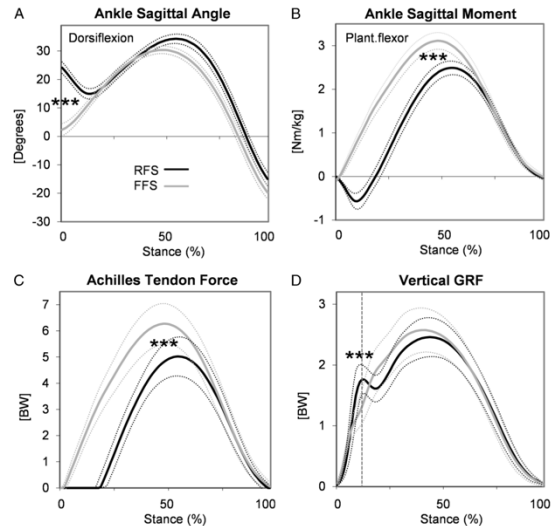 A
Ankle Sagittal Angle
Dorsiflexion
[Degrees]
30
20
10
0
-10
-20
-30
***
RFS
FFS
0
50
100
Stance (%)
B
Ankle Sagittal Moment
Plant.flexor
[Nm/kg]
3
2
1
0
-1
***
0
50
100
Stance (%)
C
Achilles Tendon Force
[BW]
7
6
5
4
3
2
1
0
***
0
50
100
Stance (%)
D
Vertical GRF
[BW]
3
2
1
0
***
0
50
100
Stance (%)